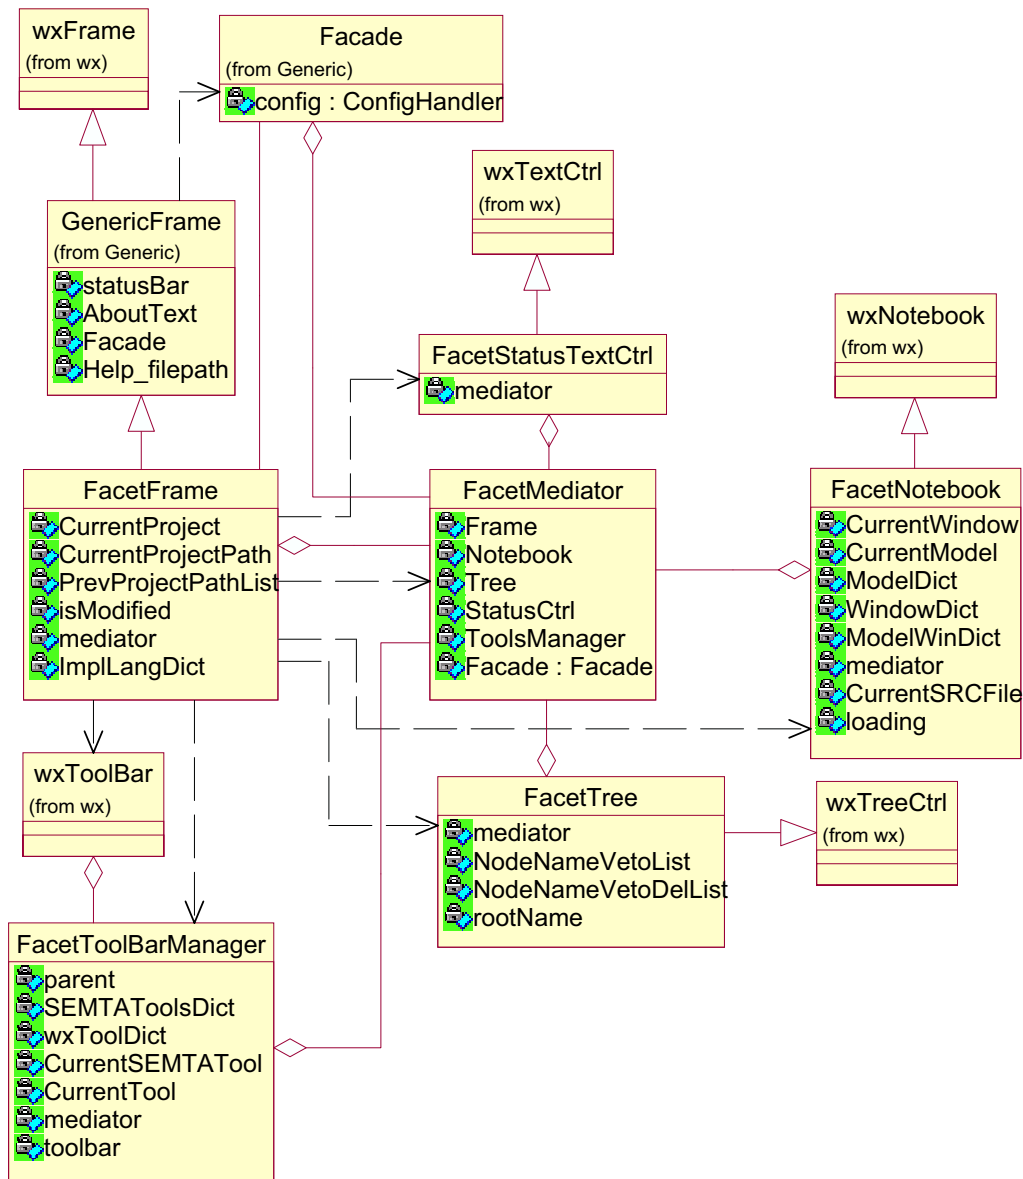 wxFrame
(from wx)
Facade
(from Generic)
config : ConfigHandler
wxTextCtrl
(from wx)
GenericFrame
(from Generic)
statusBar
AboutText
Facade
Help_filepath
wxNotebook
(from wx)
FacetStatusTextCtrl
mediator
FacetFrame
CurrentProject
CurrentProjectPath
PrevProjectPathList
isModified
mediator
ImplLangDict
FacetMediator
Frame
Notebook
Tree
StatusCtrl
ToolsManager
Facade : Facade
FacetNotebook
CurrentWindow
CurrentModel
ModelDict
WindowDict
ModelWinDict
mediator
CurrentSRCFile
loading
wxToolBar
(from wx)
FacetTree
mediator
NodeNameVetoList
NodeNameVetoDelList
rootName
wxTreeCtrl
(from wx)
FacetToolBarManager
parent
SEMTAToolsDict
wxToolDict
CurrentSEMTATool
CurrentTool
mediator
toolbar